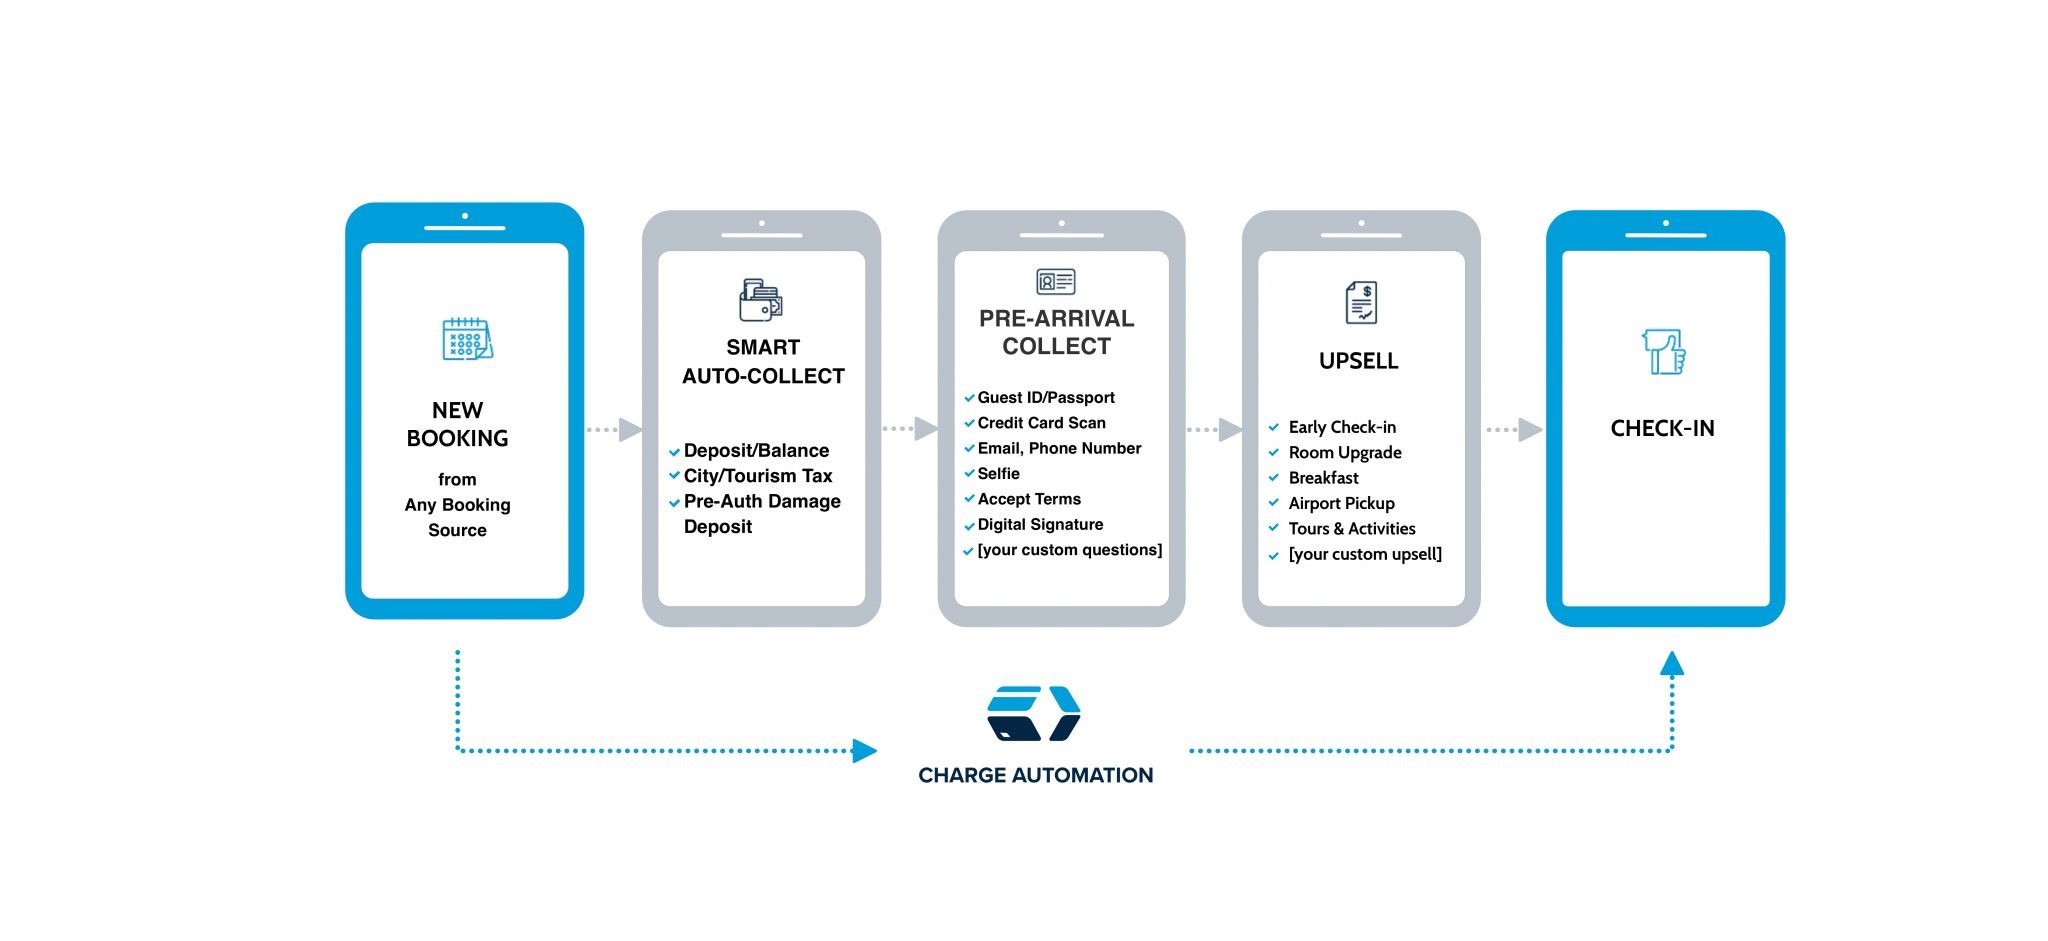 NEW
BOOKING
from
Any Booking
Source
SMART
AUTO-COLLECT
Deposit/Balance
City/Tourism Tax
Pre-Auth Damage
Deposit
PRE-ARRIVAL
COLLECT
Guest ID/Passport
Credit Card Scan
Email, Phone Number
Selfie
Accept Terms
Digital Signature
[your custom questions]
$
UPSELL
Early Check-in
Room Upgrade
Breakfast
Airport Pickup
Tours & Activities
[your custom upsell]
CHECK-IN
CHARGE AUTOMATION